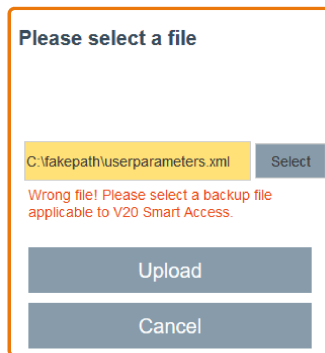 Please select a file
C:\fakepath\userparameters.xml
Select
Wrong file! Please select a backup file
applicable to V20 Smart Access.
Upload
Cancel